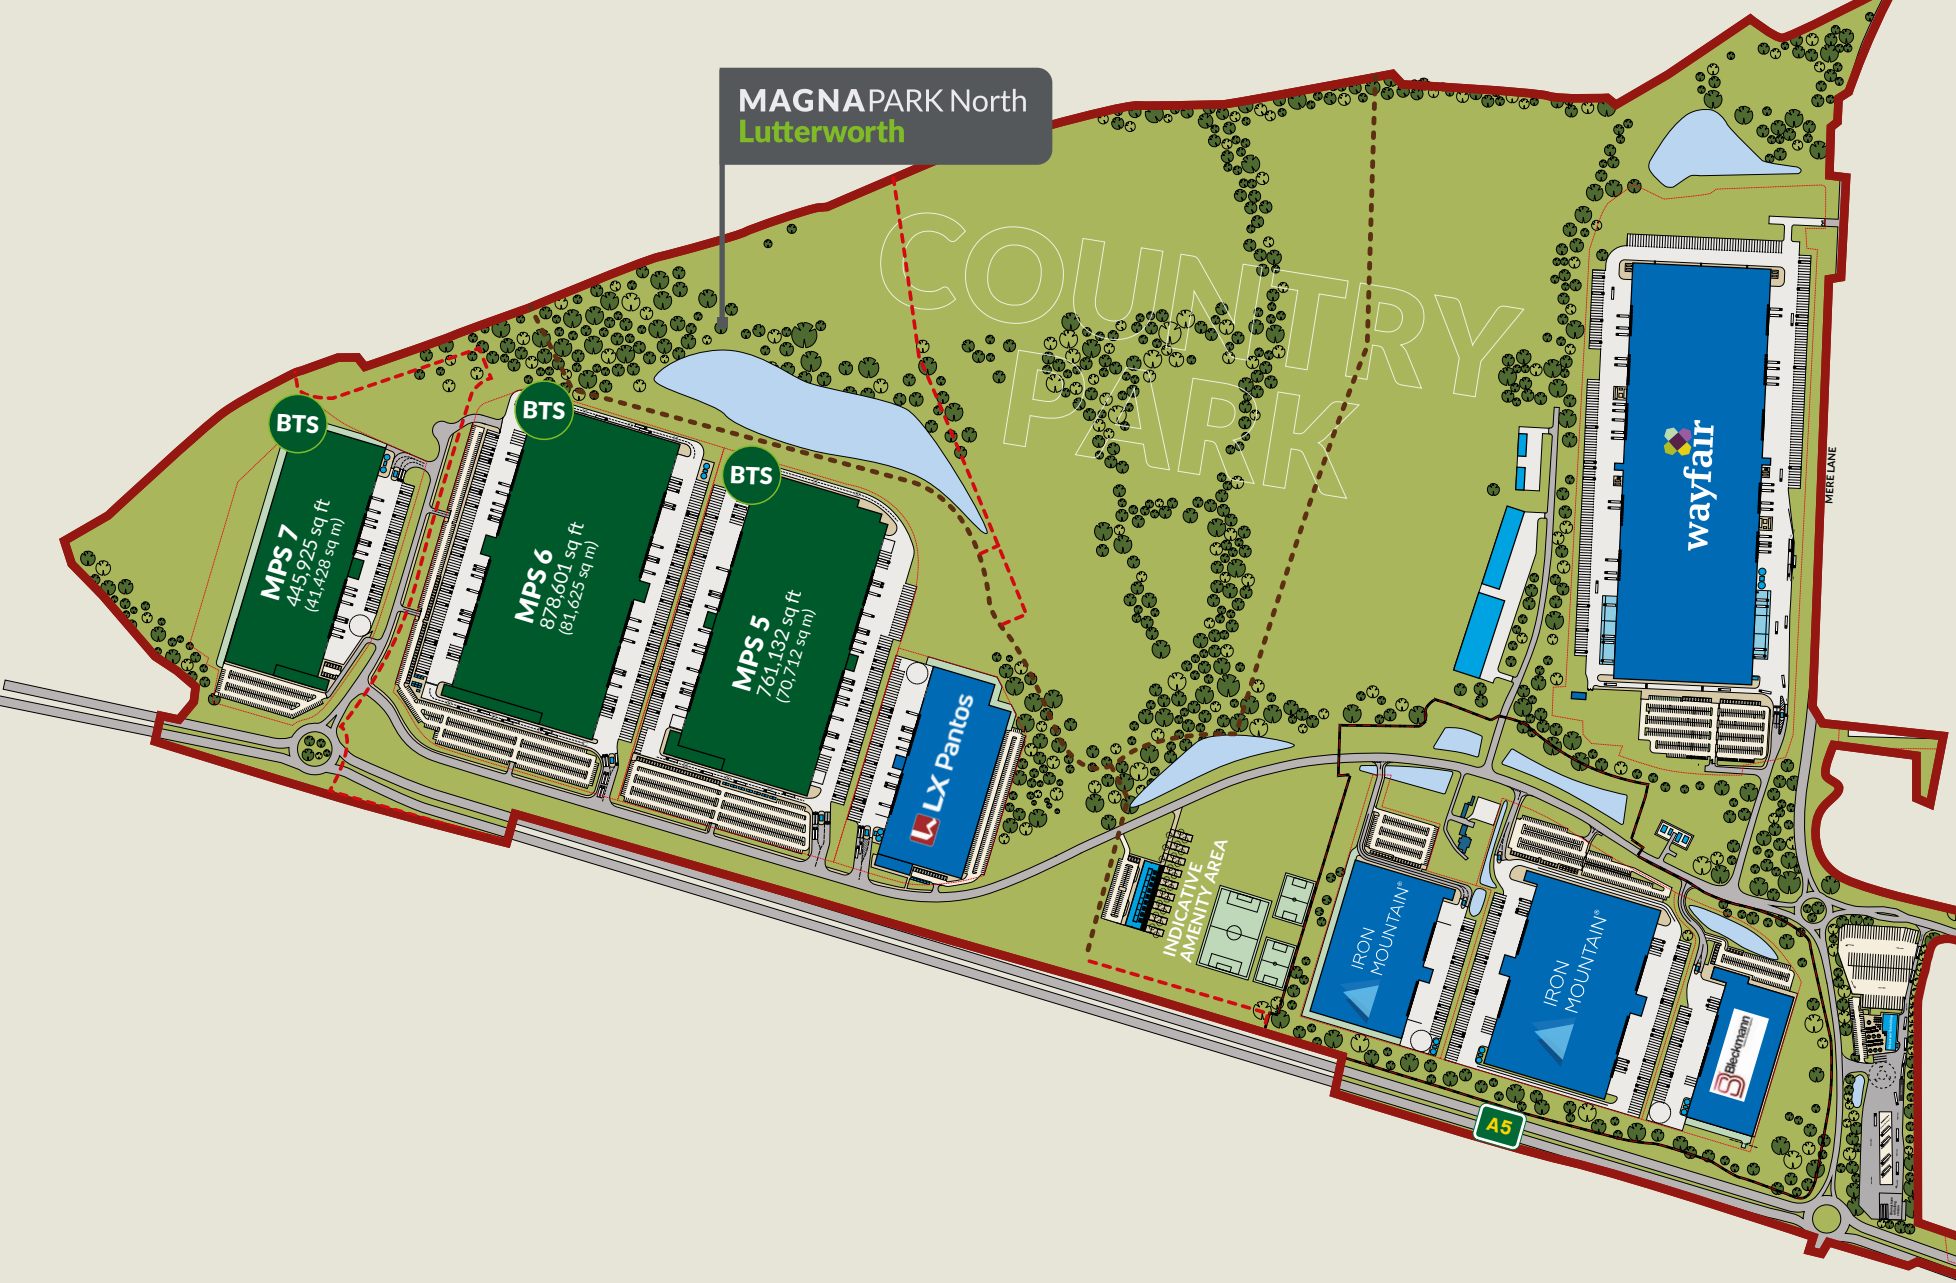 MAGNAPARK North
Lutterworth
COUNTRY
PARK
BTS
BTS
BTS
MPS 7
445,925 sq ft
(41,428 sq m)
MPS 6
878,601 sq ft
(81,625 sq m)
MPS 5
761,132 sq ft
(70,712 sq m)
LX Pantos
wayfair
MERE LANE
INDICATIVE
AMENITY AREA
IRON
MOUNTAIN®
IRON
MOUNTAIN®
Bleckmann
A5